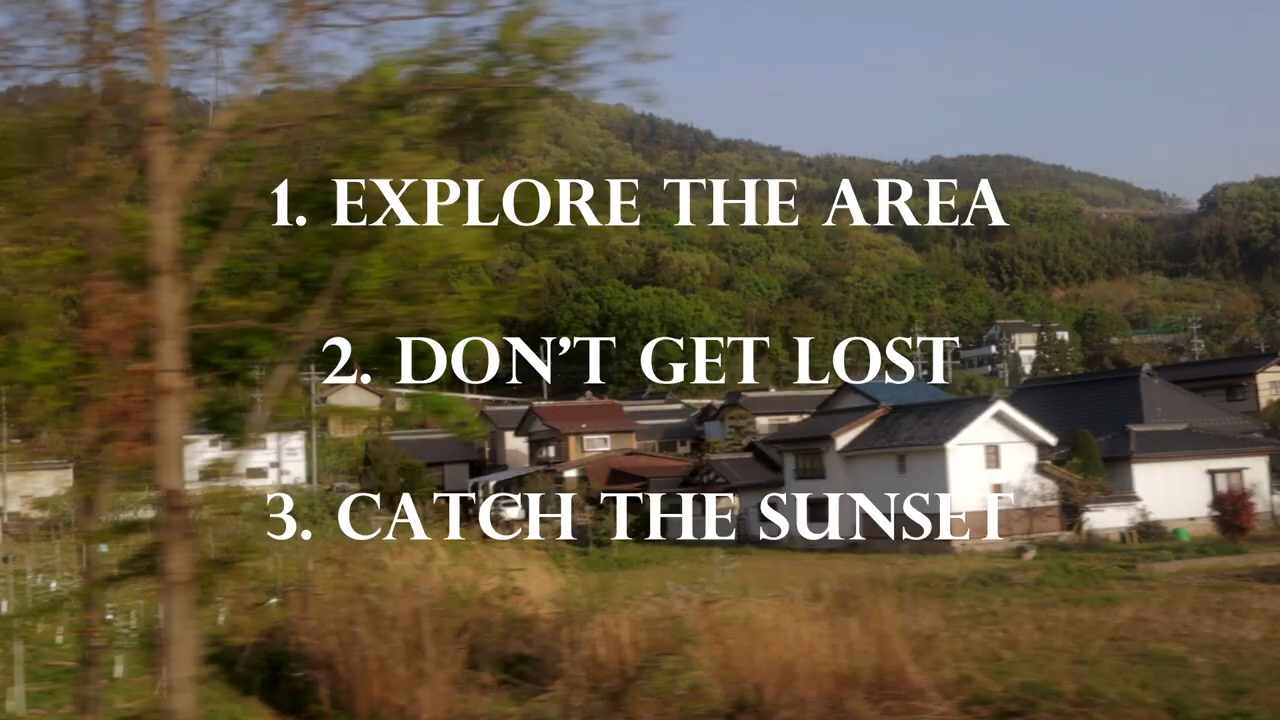 1. EXPLORE THE AREA
2. DON'T GET LOST
3. CATCH THE SUNSET